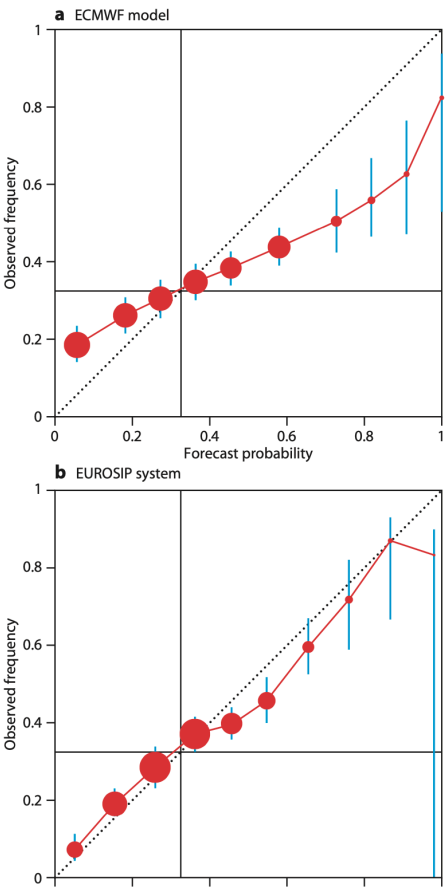 a ECMWF model
1
0.8
0.6
0.4
0.2
0
Observed frequency
0 0.2 0.4 0.6 0.8 1
Forecast probability
b EUROSIP system
1
0.8
0.6
0.4
0.2
0
Observed frequency